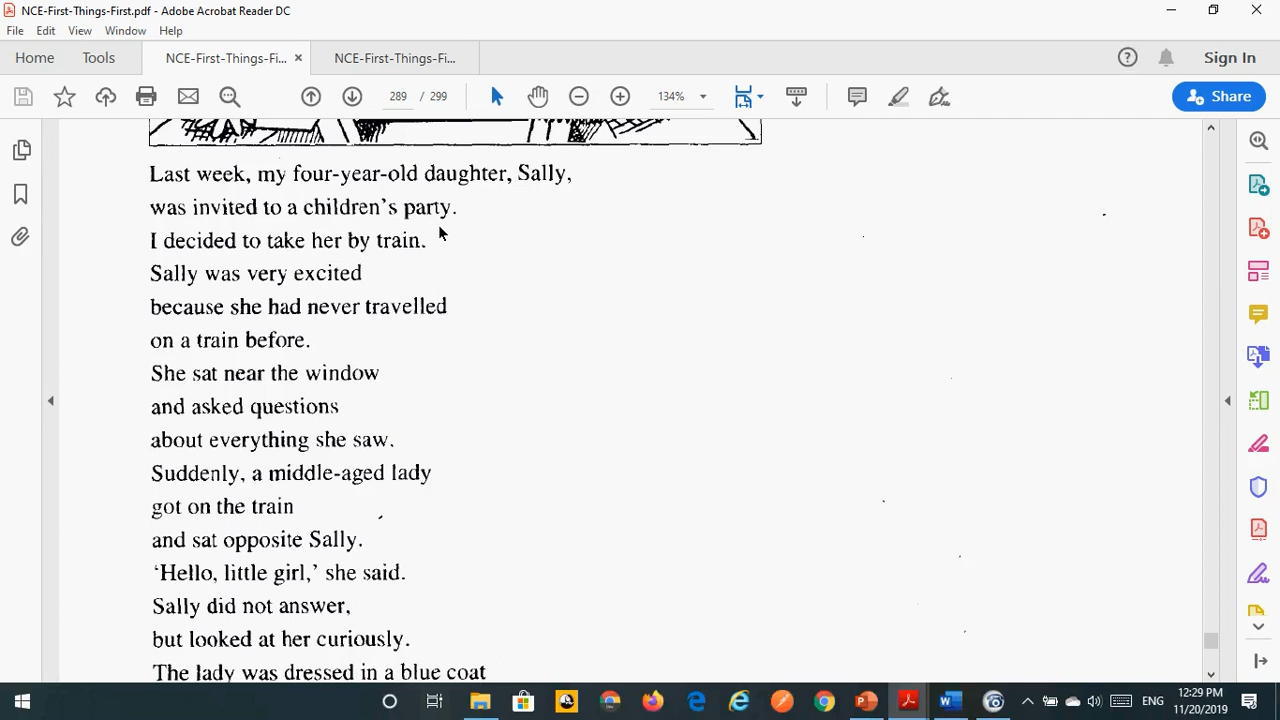 NCE-First-Things-First.pdf - Adobe Acrobat Reader DC
File Edit View Window Help
Home Tools NCE-First-Things-Fi... × NCE-First-Things-Fi... Sign In
289 / 299 134% Share
Last week, my four-year-old daughter, Sally,
was invited to a children's party.
I decided to take her by train.
Sally was very excited
because she had never travelled
on a train before.
She sat near the window
and asked questions
about everything she saw.
Suddenly, a middle-aged lady
got on the train
and sat opposite Sally.
'Hello, little girl,' she said.
Sally did not answer,
but looked at her curiously.
The lady was dressed in a blue coat
ENG 12:29 PM
11/20/2019